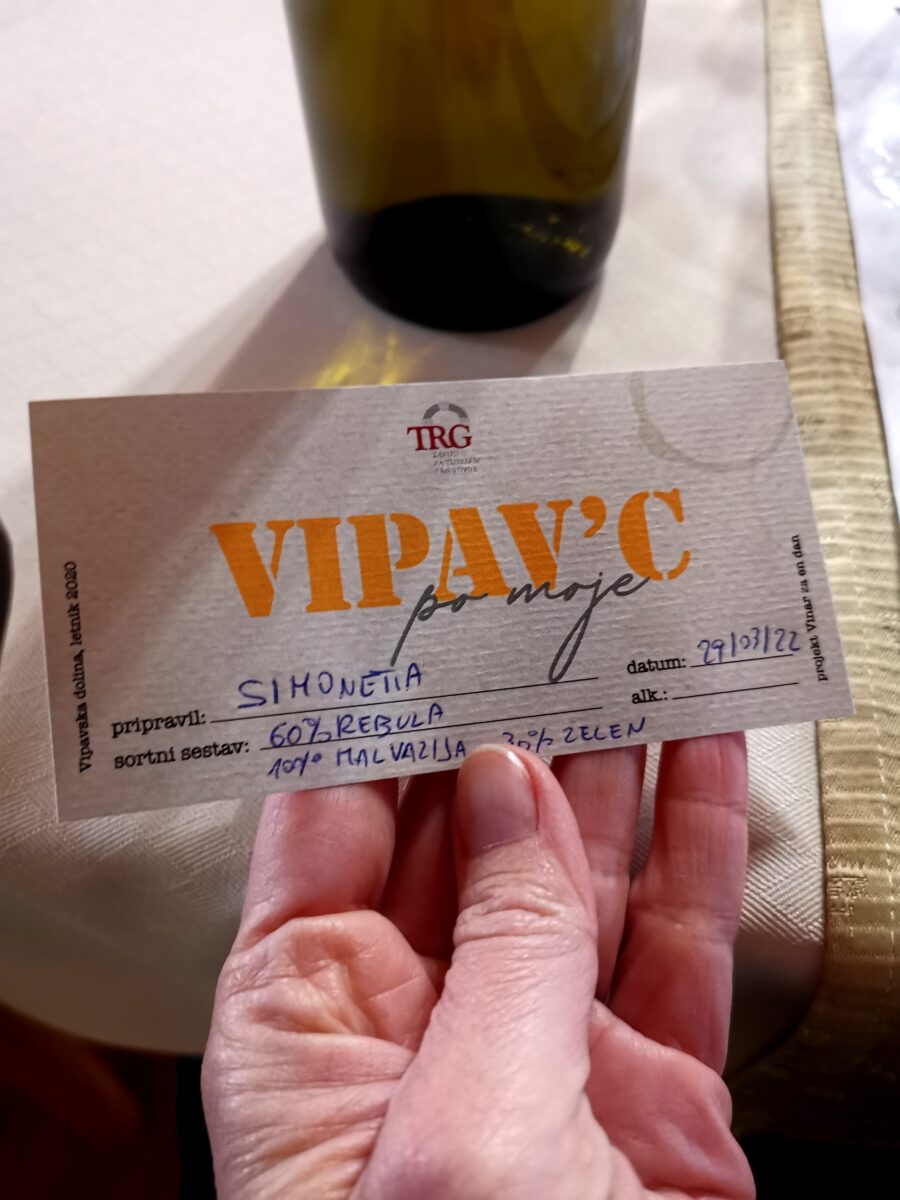 TRG
VIPAV'C
po moje
Vipavska dolina, letnik 2020
pripravil: SIMONETTA
datum: 29/03/22
sortni sestav: 60% REBULA
alk.:
10% MALVAZIJA 30% ZELEN
projekt Vinar za en dan